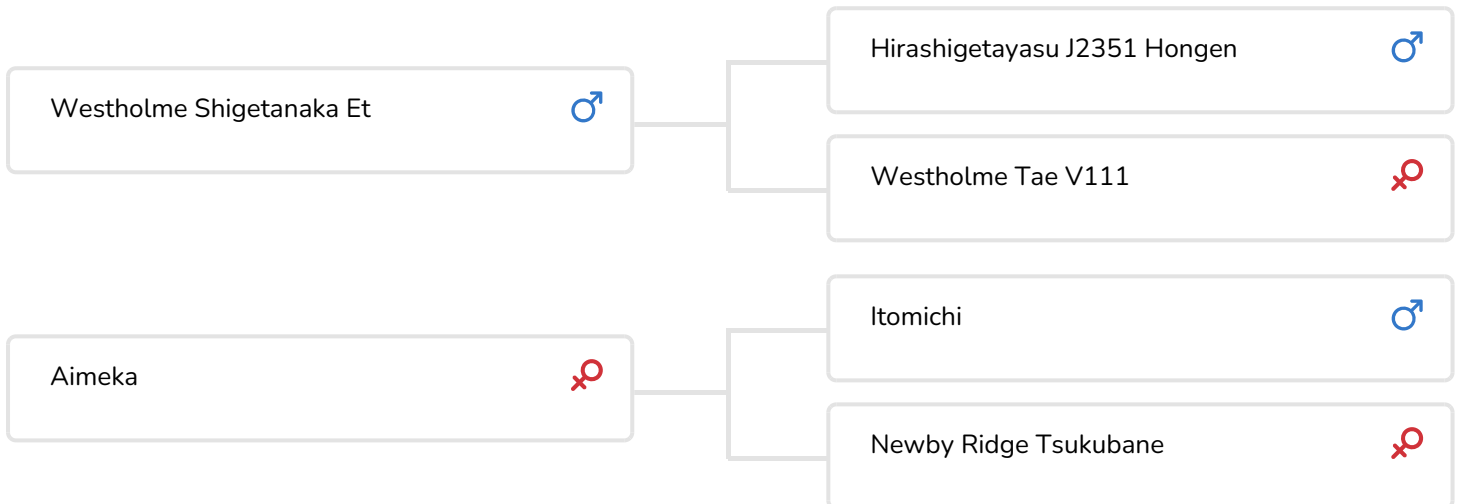 Hirashigetayasu J2351 Hongen
Westholme Shigetanaka Et
Westholme Tae V111
Itomichi
Aimeka
Newby Ridge Tsukubane